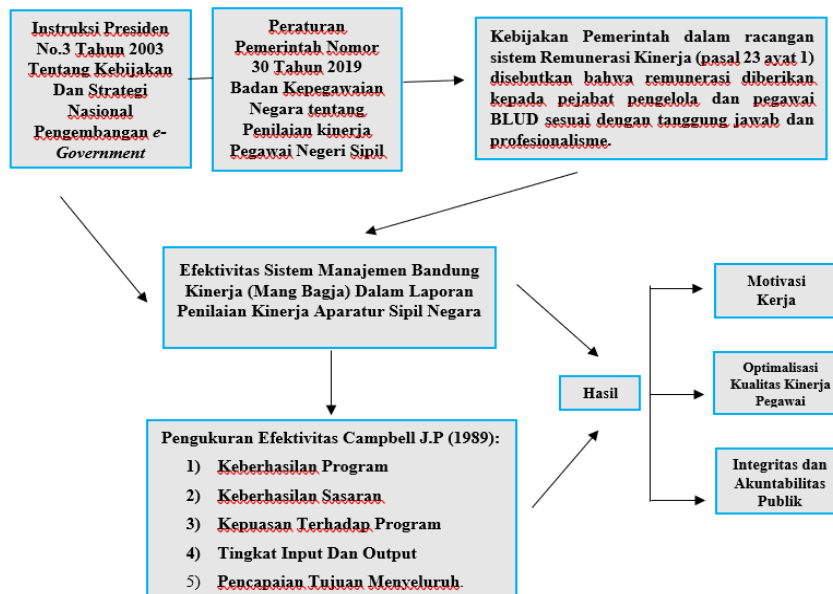 Instruksi Presiden
No.3 Tahun 2003
Tentang Kebijakan
Dan Strategi
Nasional
Pengembangan e-
Government
Peraturan
Pemerintah Nomor
30 Tahun 2019
Badan Kepegawaian
Negara tentang
Penilaian kinerja
Pegawai Negeri Sipil
Kebijakan Pemerintah dalam racangan
sistem Remunerasi Kinerja (pasal 23 ayat 1)
disebutkan bahwa remunerasi diberikan
kepada pejabat pengelola dan pegawai
BLUD sesuai dengan tanggung jawab dan
profesionalisme.
Efektivitas Sistem Manajemen Bandung
Kinerja (Mang Bagja) Dalam Laporan
Penilaian Kinerja Aparatur Sipil Negara
Pengukuran Efektivitas Campbell J.P (1989):
1) Keberhasilan Program
2) Keberhasilan Sasaran
3) Kepuasan Terhadap Program
4) Tingkat Input Dan Output
5) Pencapaian Tujuan Menyeluruh
Hasil
Motivasi
Kerja
Optimalisasi
Kualitas Kinerja
Pegawai
Integritas dan
Akuntabilitas
Publik